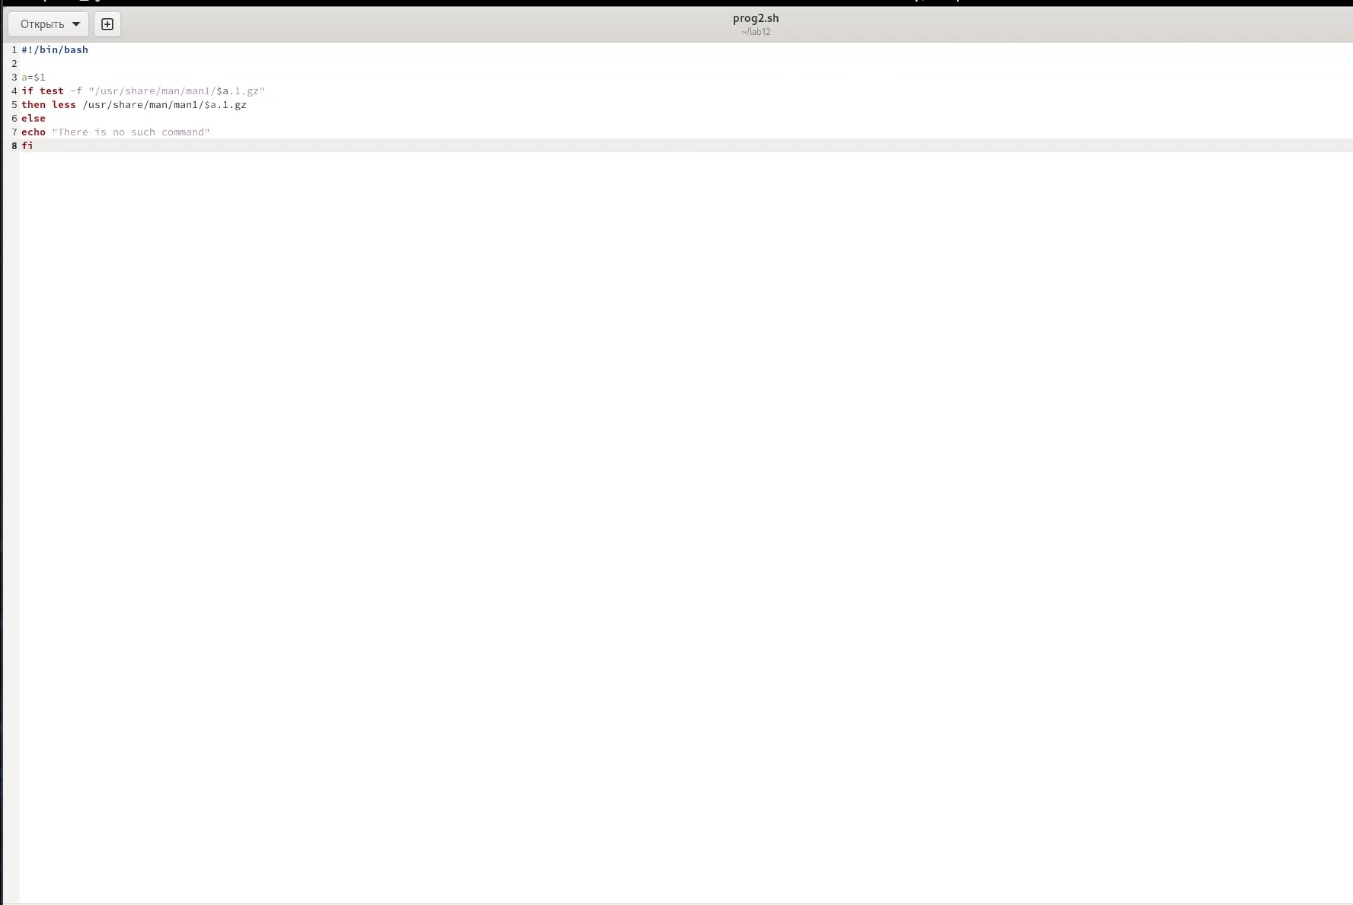 Открыть
prog2.sh
~/lab12
1 #!/bin/bash
2
3 a=$1
4 if test -f "/usr/share/man/man1/$a.1.gz"
5 then less /usr/share/man/man1/$a.1.gz
6 else
7 echo "There is no such command"
8 fi